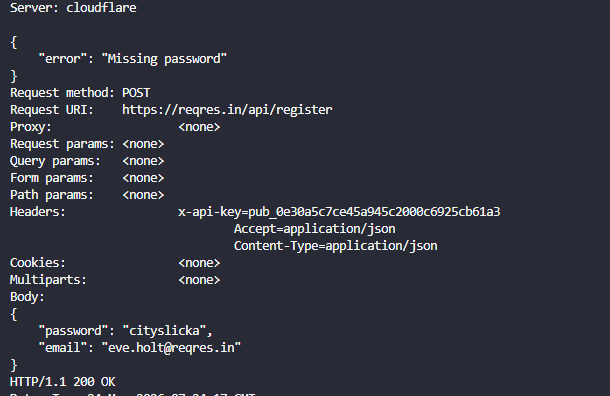 Server: cloudflare
{
"error": "Missing password"
}
Request method: POST
Request URI: https://reqres.in/api/register
Proxy: <none>
Request params: <none>
Query params: <none>
Form params: <none>
Path params: <none>
Headers: x-api-key=pub_0e30a5c7ce45a945c2000c6925cb61a3
Accept=application/json
Content-Type=application/json
Cookies: <none>
Multiparts: <none>
Body:
{
"password": "cityslicka",
"email": "eve.holt@reqres.in"
}
HTTP/1.1 200 OK